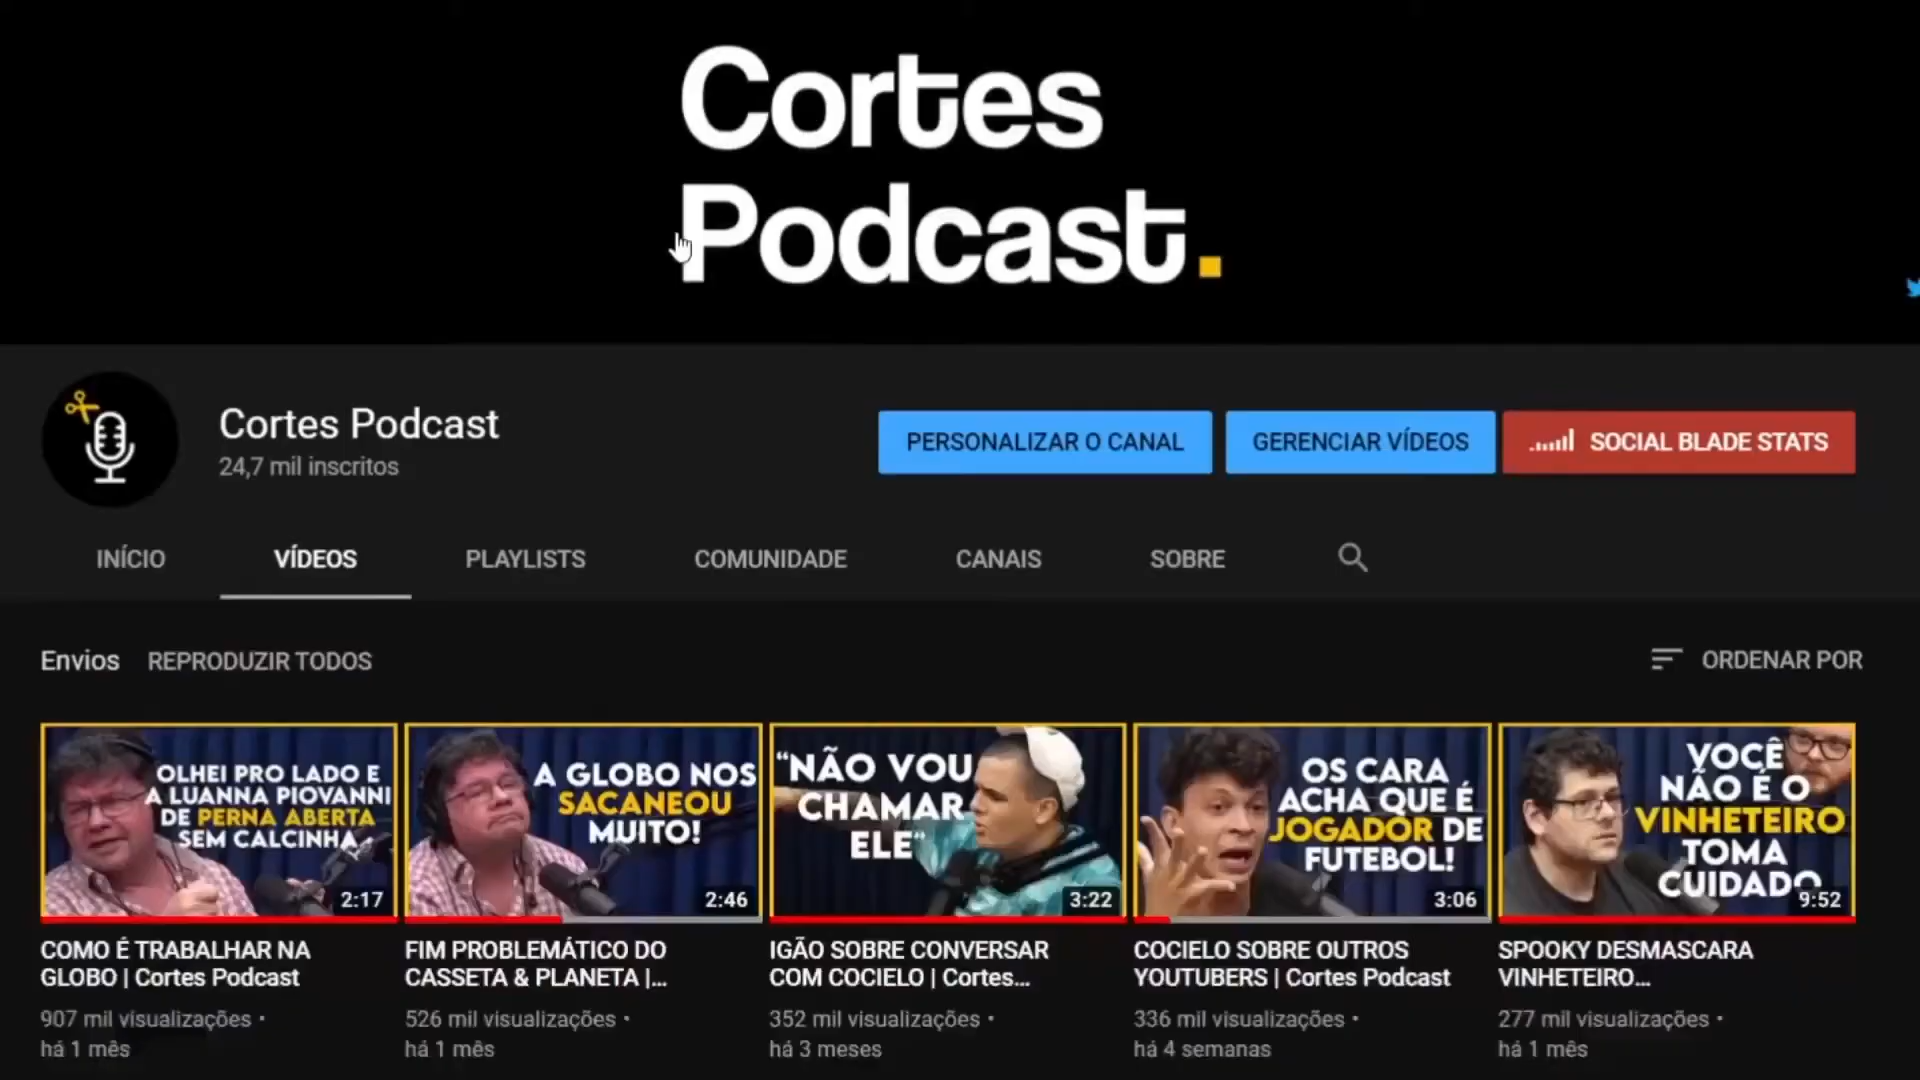 Cortes
Podcast.
Cortes Podcast
24,7 mil inscritos
PERSONALIZAR O CANAL
GERENCIAR VÍDEOS
SOCIAL BLADE STATS
INÍCIO
VÍDEOS
PLAYLISTS
COMUNIDADE
CANAIS
SOBRE
Envios
REPRODUZIR TODOS
ORDENAR POR
OLHEI PRO LADO E
A LUANNA PIOVANNI
DE PERNA ABERTA
SEM CALCINHA
2:17
COMO É TRABALHAR NA
GLOBO | Cortes Podcast
907 mil visualizações •
há 1 mês
A GLOBO NOS
SACANEOU
MUITO!
2:46
FIM PROBLEMÁTICO DO
CASSETA & PLANETA |...
526 mil visualizações •
há 1 mês
“NÃO VOU
CHAMAR
ELE“
3:22
IGÃO SOBRE CONVERSAR
COM COCIELO | Cortes...
352 mil visualizações •
há 3 meses
OS CARA
ACHA QUE É
JOGADOR DE
FUTEBOL!
3:06
COCIELO SOBRE OUTROS
YOUTUBERS | Cortes Podcast
336 mil visualizações •
há 4 semanas
VOCÊ
NÃO É O
VINHETEIRO
TOMA
CUIDADO
9:52
SPOOKY DESMASCARA
VINHETEIRO...
277 mil visualizações •
há 1 mês